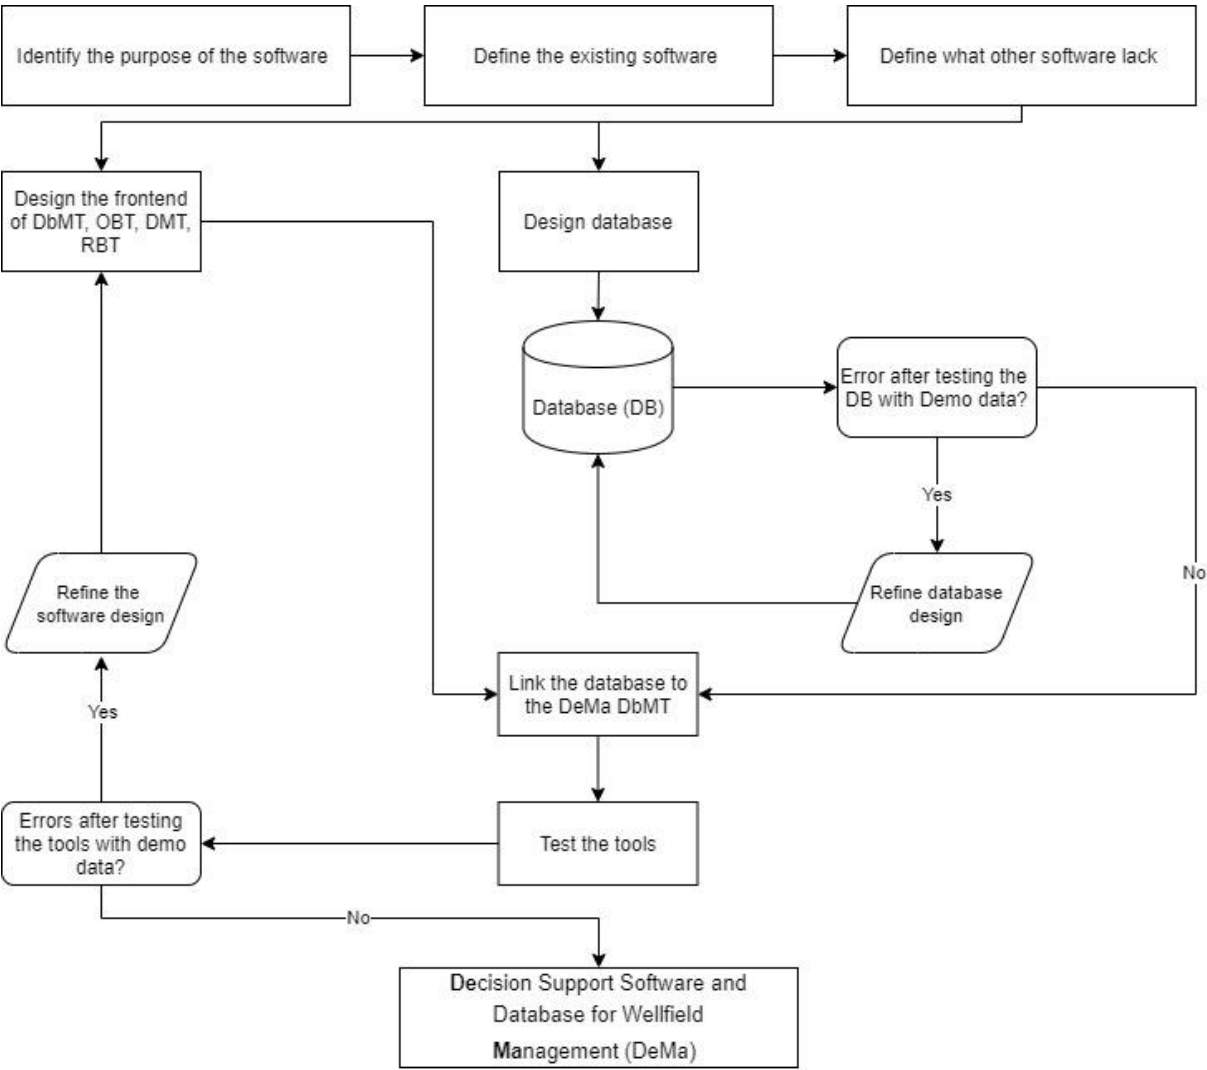 Identify the purpose of the software
Define the existing software
Define what other software lack
Design the frontend
of DbMT, OBT, DMT,
RBT
Design database
Database (DB)
Error after testing the
DB with Demo data?
Yes
No
Refine the
software design
Refine database
design
Link the database to
the DeMa DbMT
Yes
Errors after testing
the tools with demo
data?
Test the tools
No
Decision Support Software and
Database for Wellfield
Management (DeMa)